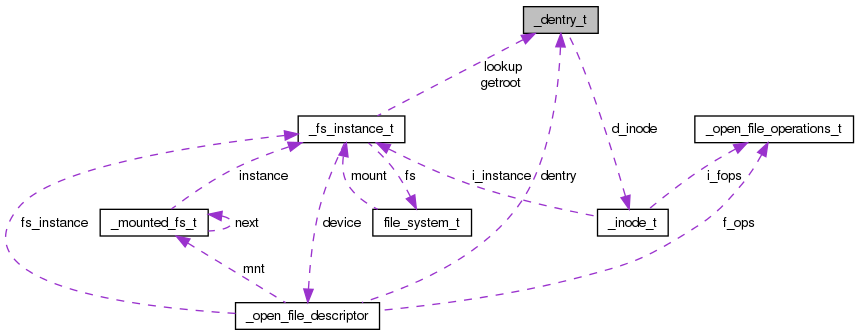 _dentry_t
lookup
getroot
_fs_instance_t
d_inode
_open_file_operations_t
instance
mount
fs
i_instance
dentry
i_fops
fs_instance
_mounted_fs_t
next
device
file_system_t
_inode_t
f_ops
mnt
_open_file_descriptor